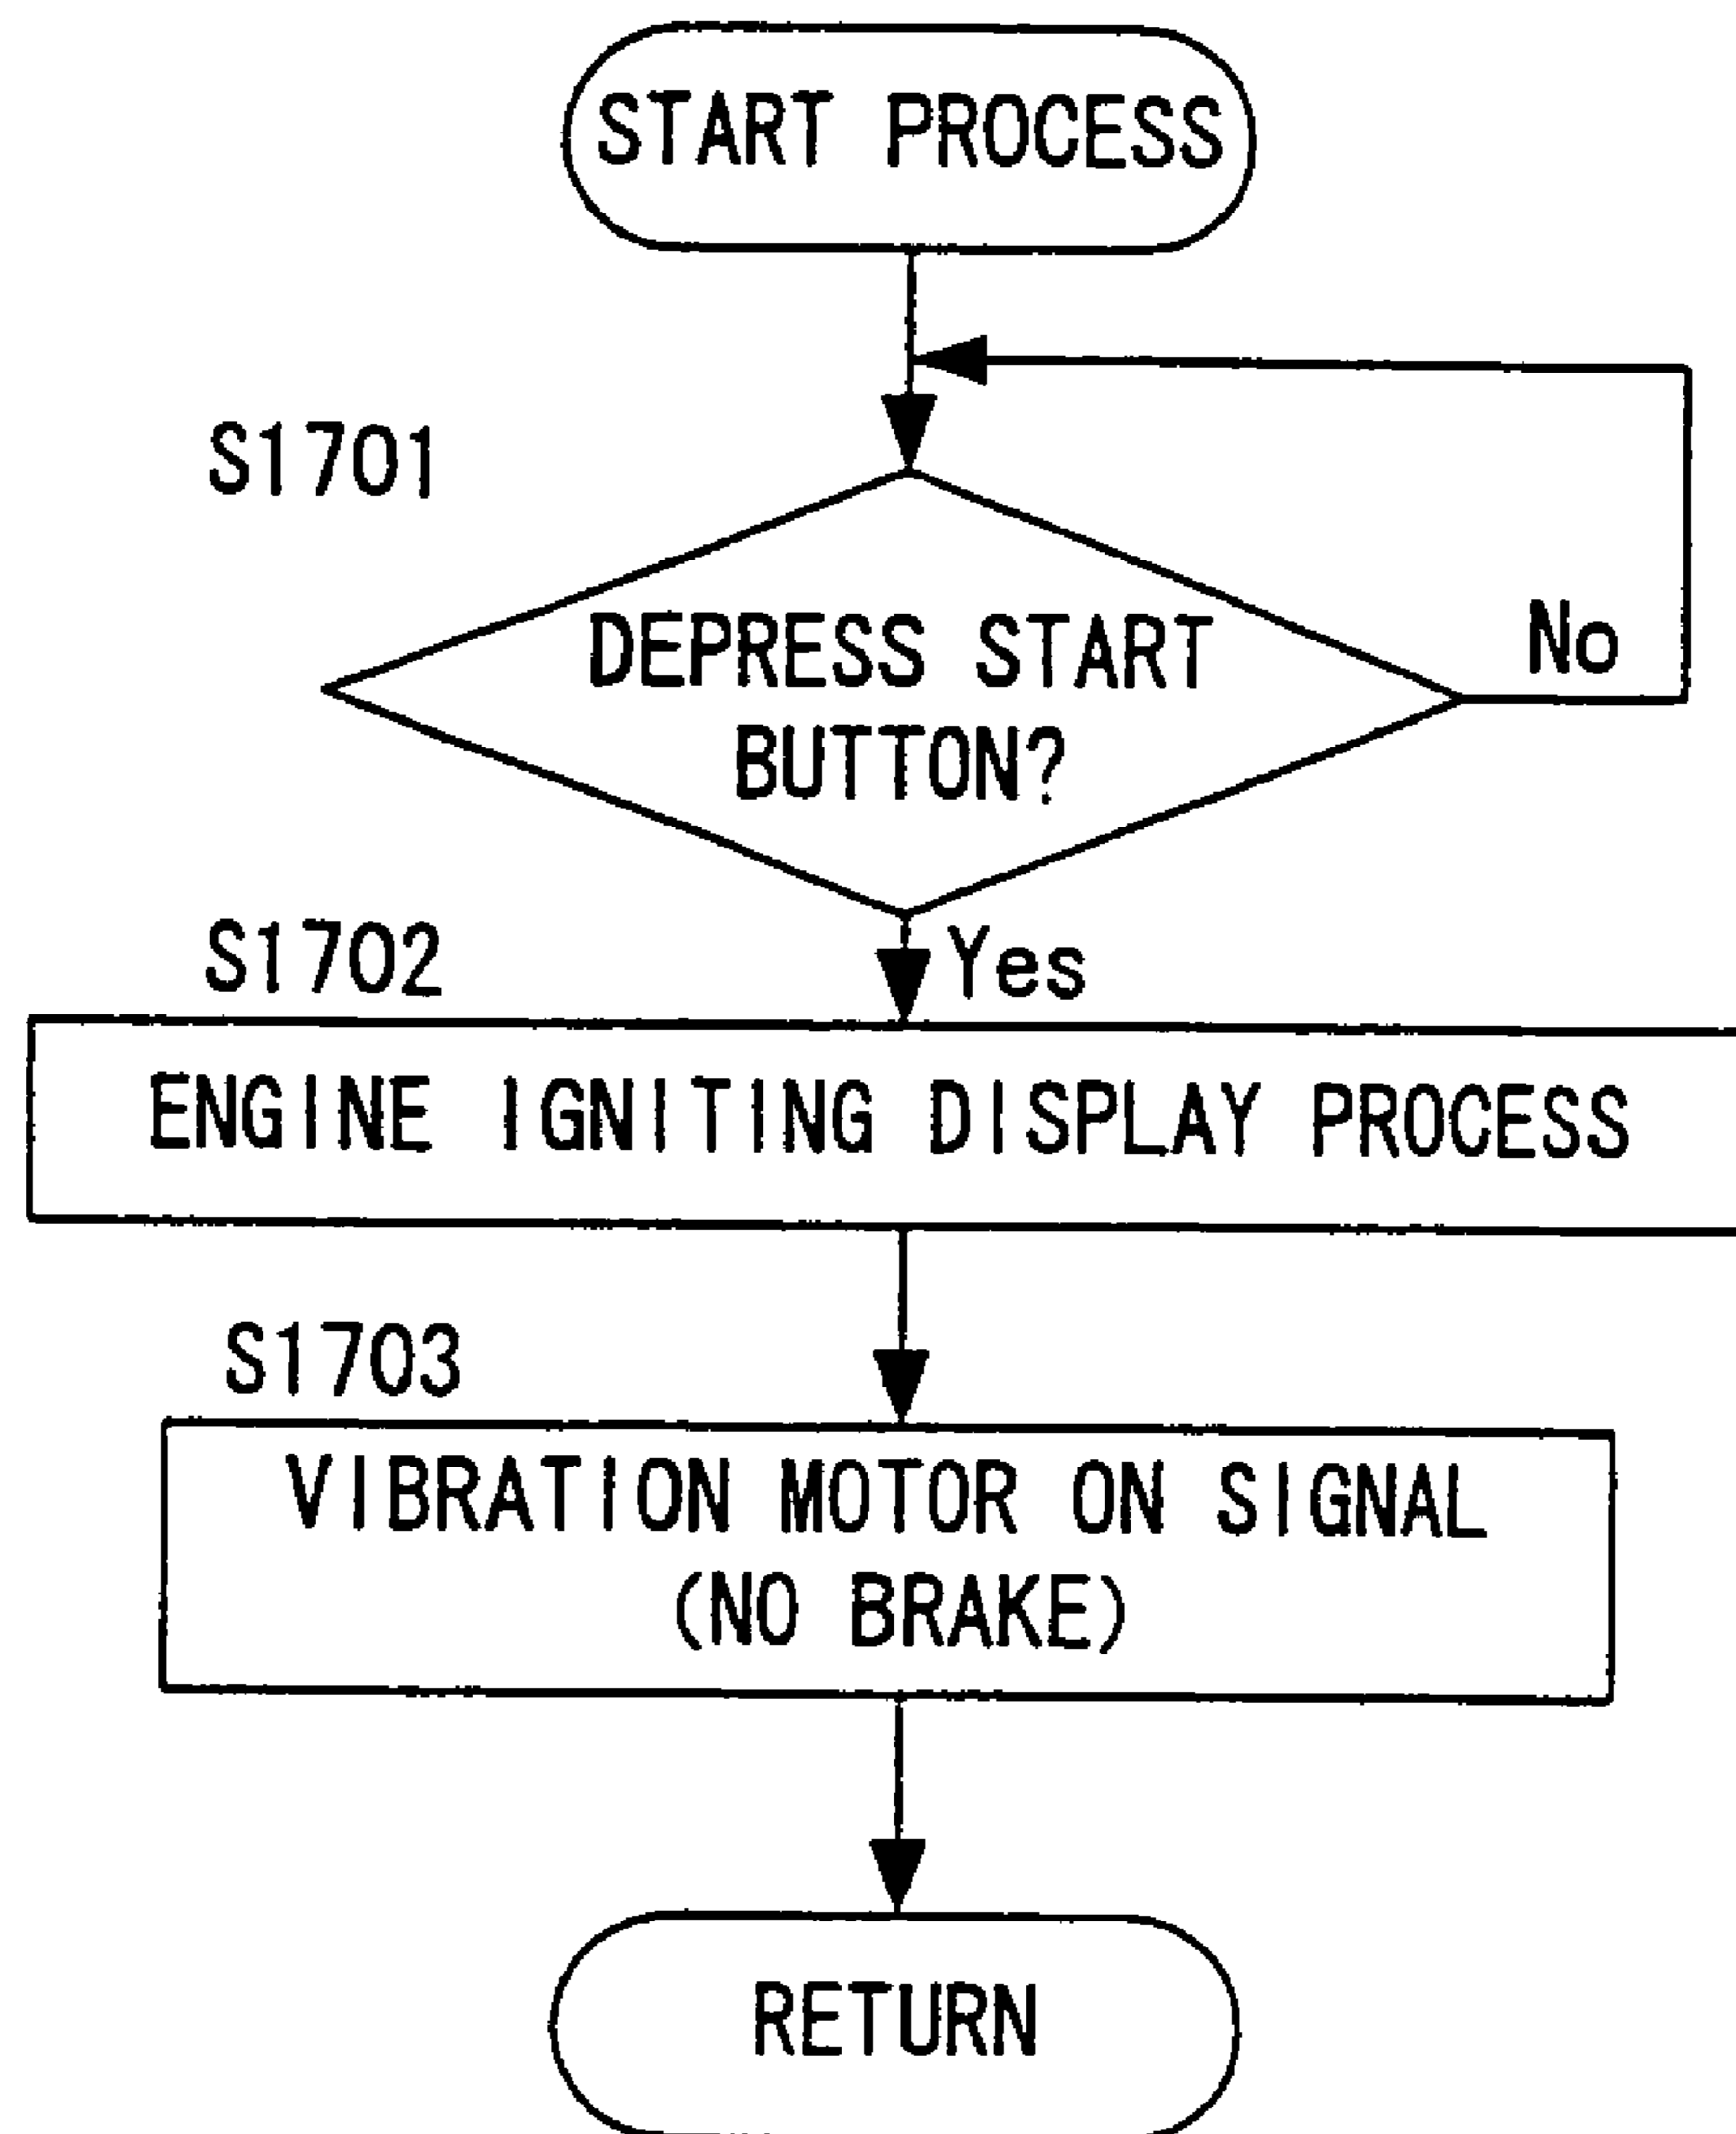 START PROCESS
S1701
DEPRESS START
BUTTON?
No
Yes
S1702
ENGINE IGNITING DISPLAY PROCESS
S1703
VIBRATION MOTOR ON SIGNAL
(NO BRAKE)
RETURN